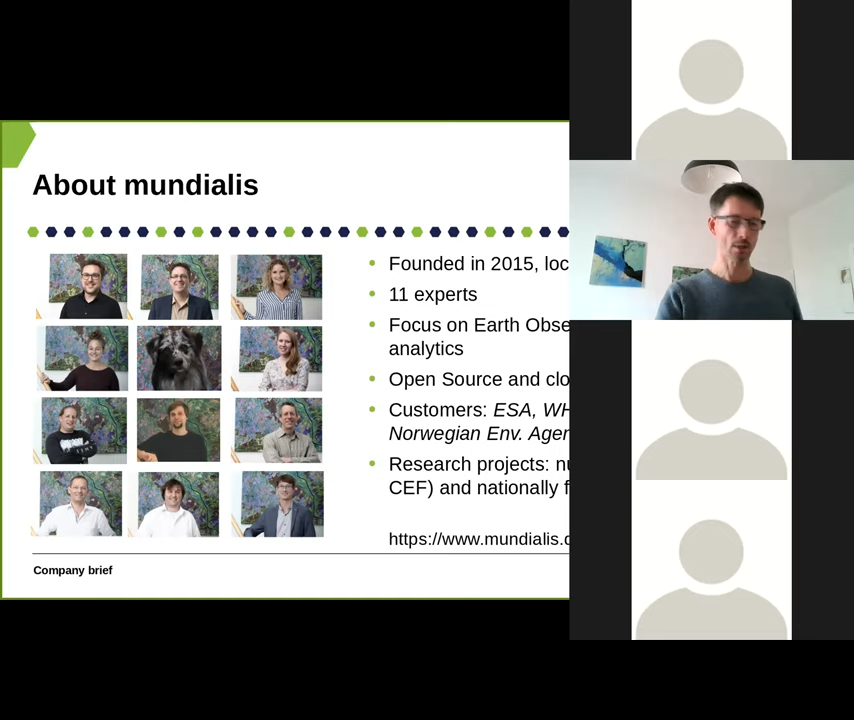 About mundialis
Founded in 2015, loc
11 experts
Focus on Earth Obse
analytics
Open Source and clo
Customers: ESA, WH
Norwegian Env. Agen
Research projects: nu
CEF) and nationally f
https://www.mundialis.d
Company brief